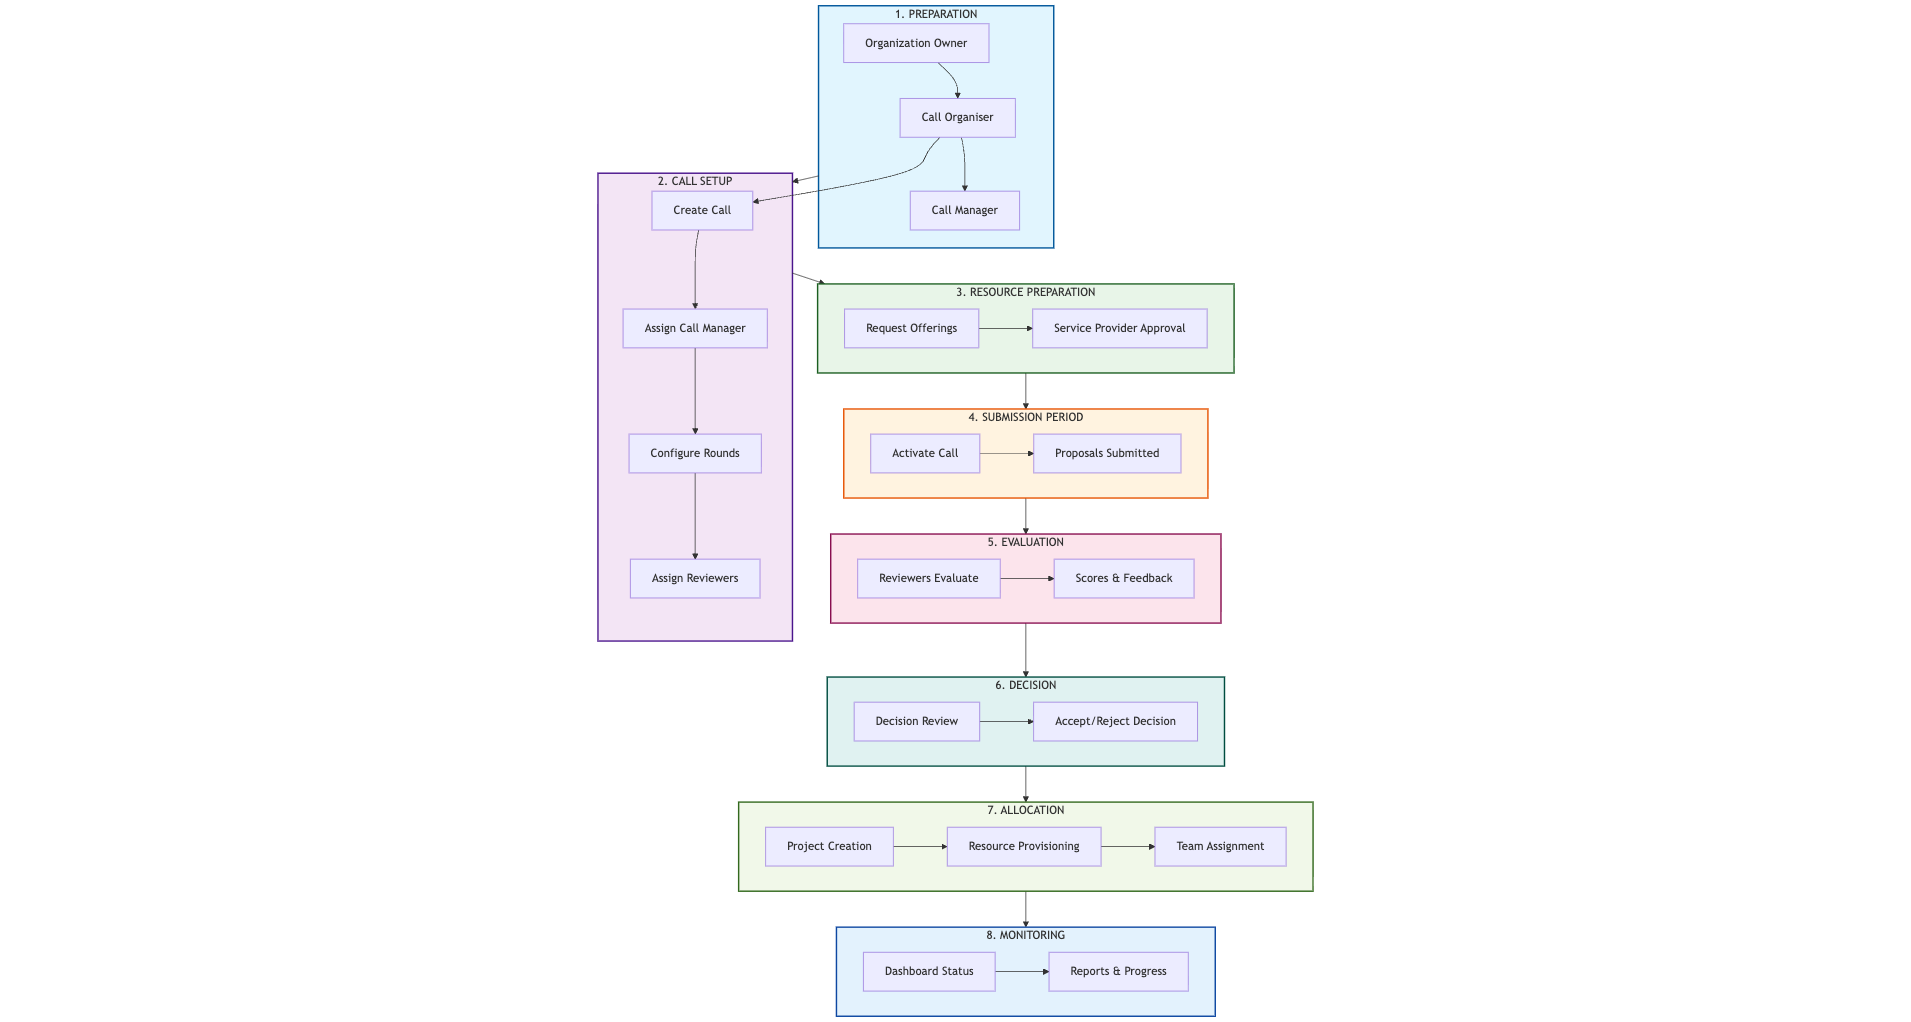 1. PREPARATION
Organization Owner
Call Organiser
Call Manager
2. CALL SETUP
Create Call
Assign Call Manager
Configure Rounds
Assign Reviewers
3. RESOURCE PREPARATION
Request Offerings
Service Provider Approval
4. SUBMISSION PERIOD
Activate Call
Proposals Submitted
5. EVALUATION
Reviewers Evaluate
Scores & Feedback
6. DECISION
Decision Review
Accept/Reject Decision
7. ALLOCATION
Project Creation
Resource Provisioning
Team Assignment
8. MONITORING
Dashboard Status
Reports & Progress